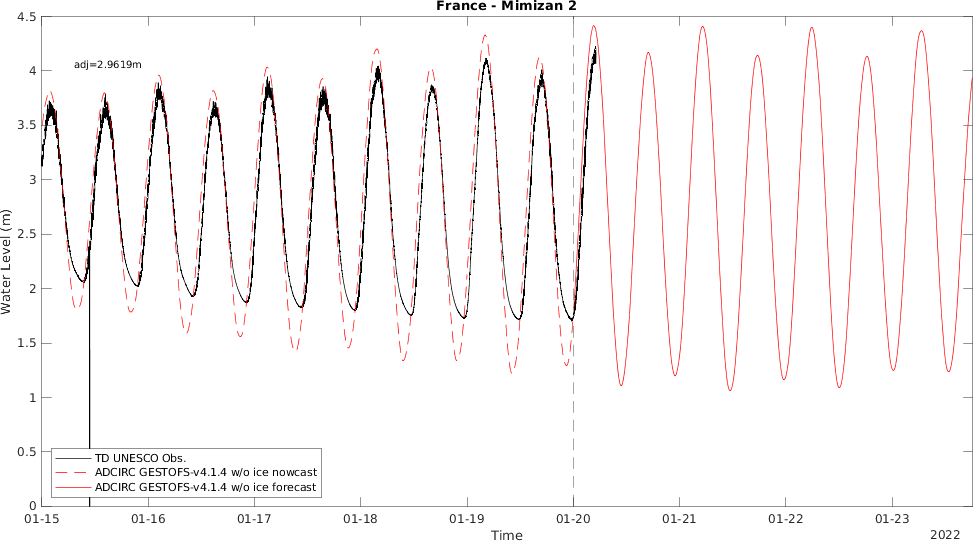 France - Mimizan 2
4.5
4
3.5
3
2.5
2
1.5
1
0.5
0
Water Level (m)
adj=2.9619m
TD UNESCO Obs.
ADCIRC GESTOFS-v4.1.4 w/o ice nowcast
ADCIRC GESTOFS-v4.1.4 w/o ice forecast
01-15 01-16 01-17 01-18 01-19 01-20 01-21 01-22 01-23
Time
2022